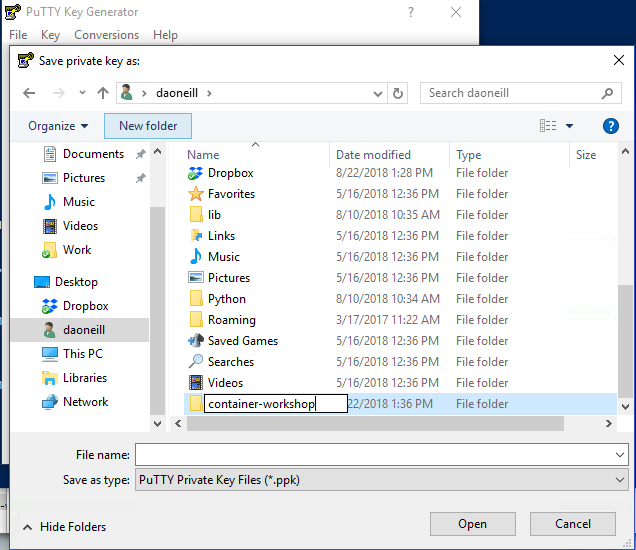 PuTTY Key Generator ?
File Key Conversions Help
Save private key as:
daoneill
Search daoneill
Organize New folder ?
Documents
Pictures
Music
Videos
Work
Desktop
Dropbox
daoneill
This PC
Libraries
Network
Name Date modified Type Size
Dropbox 8/22/2018 1:28 PM File folder
Favorites 5/16/2018 12:36 PM File folder
lib 8/10/2018 10:35 AM File folder
Links 5/16/2018 12:36 PM File folder
Music 5/16/2018 12:36 PM File folder
Pictures 5/16/2018 12:36 PM File folder
Python 8/10/2018 10:34 AM File folder
Roaming 3/17/2017 11:22 AM File folder
Saved Games 5/16/2018 12:36 PM File folder
Searches 5/16/2018 12:36 PM File folder
Videos 5/16/2018 12:36 PM File folder
container-workshop 22/2018 1:36 PM File folder
File name:
Save as type: PuTTY Private Key Files (*.ppk)
Hide Folders Open Cancel